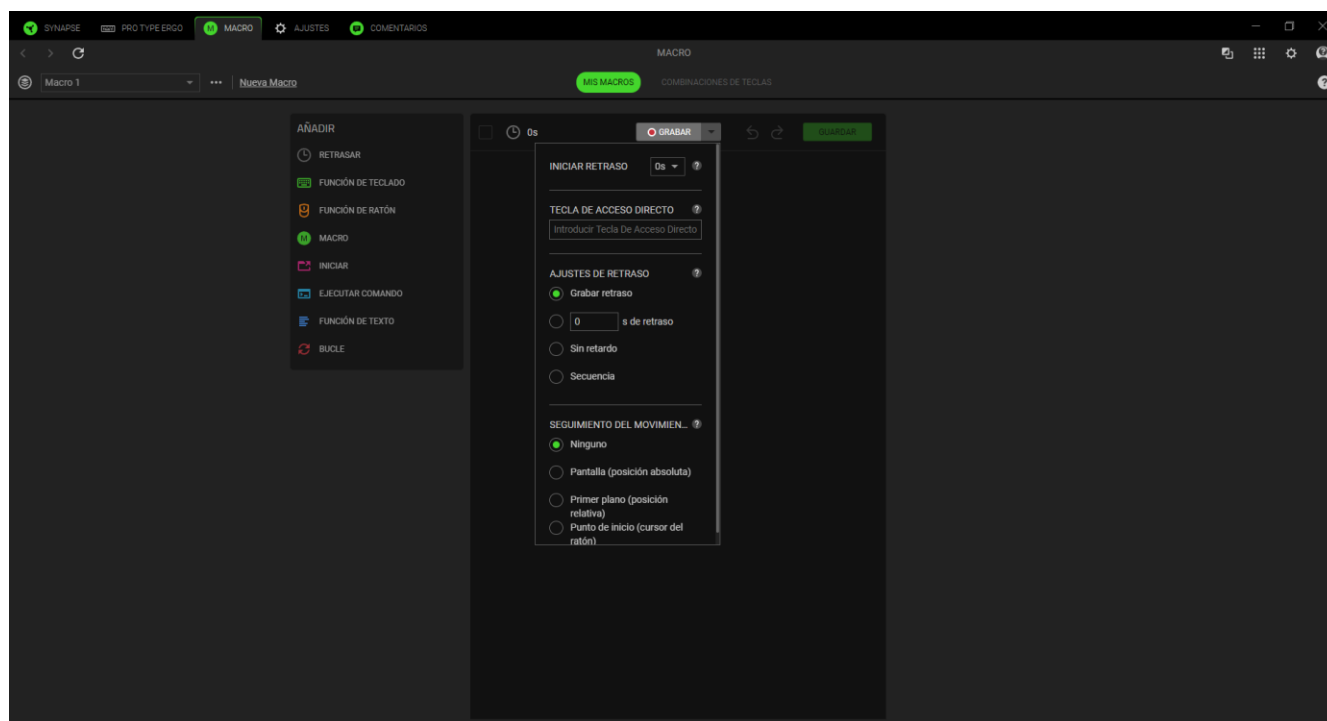 SYNAPSE PRO TYPE ERGO MACRO AJUSTES COMENTARIOS
MACRO
Macro 1 Nueva Macro MIS MACROS COMBINACIONES DE TECLAS
AÑADIR
RETRASAR
FUNCIÓN DE TECLADO
FUNCIÓN DE RATÓN
MACRO
INICIAR
EJECUTAR COMANDO
FUNCIÓN DE TEXTO
BUCLE
0s GRABAR GUARDAR
INICIAR RETRASO 0s
TECLA DE ACCESO DIRECTO
Introducir Tecla De Acceso Directo
AJUSTES DE RETRASO
Grabar retraso
0 s de retraso
Sin retardo
Secuencia
SEGUIMIENTO DEL MOVIMIEN...
Ninguno
Pantalla (posición absoluta)
Primer plano (posición
relativa)
Punto de inicio (cursor del
ratón)